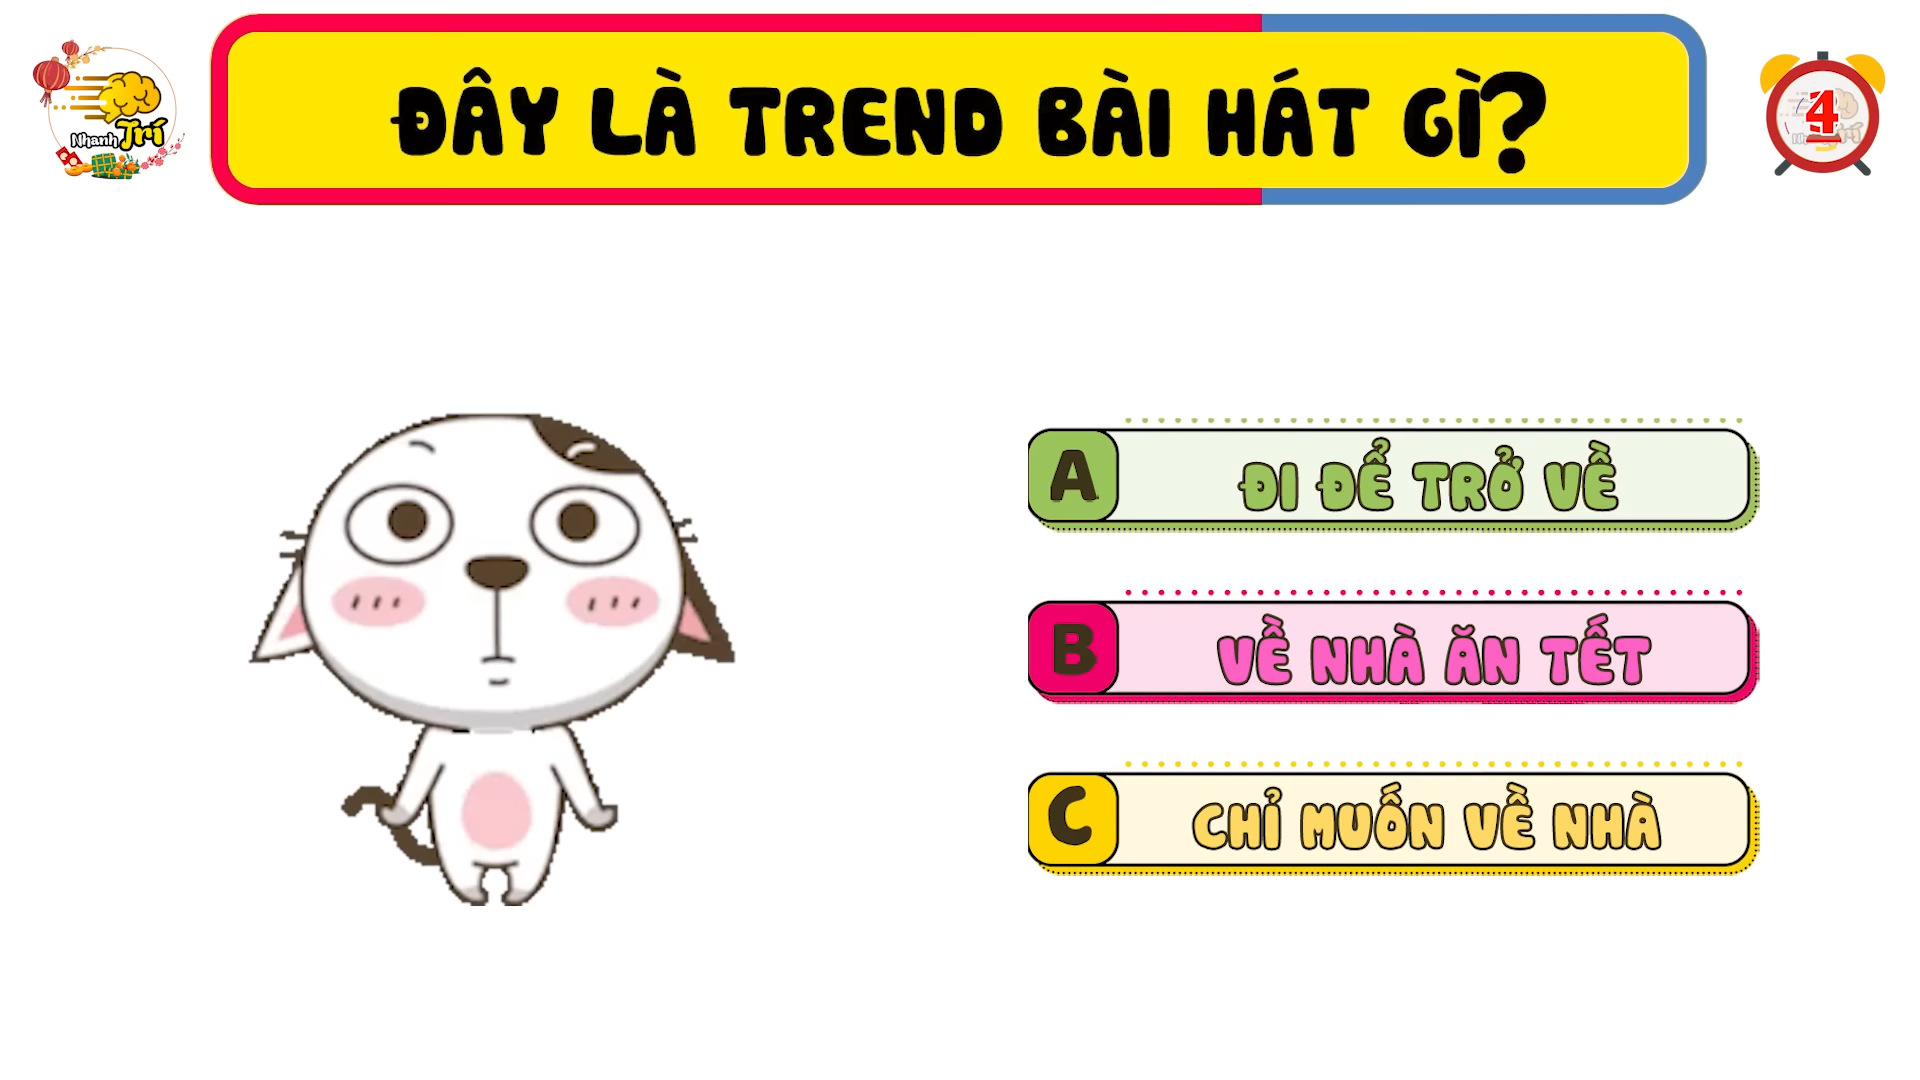 Nhanh Trí
ĐÂY LÀ TREND BÀI HÁT GÌ?
4
A
ĐI ĐỂ TRỞ VỀ
B
VỀ NHÀ ĂN TẾT
C
CHỈ MUỐN VỀ NHÀ